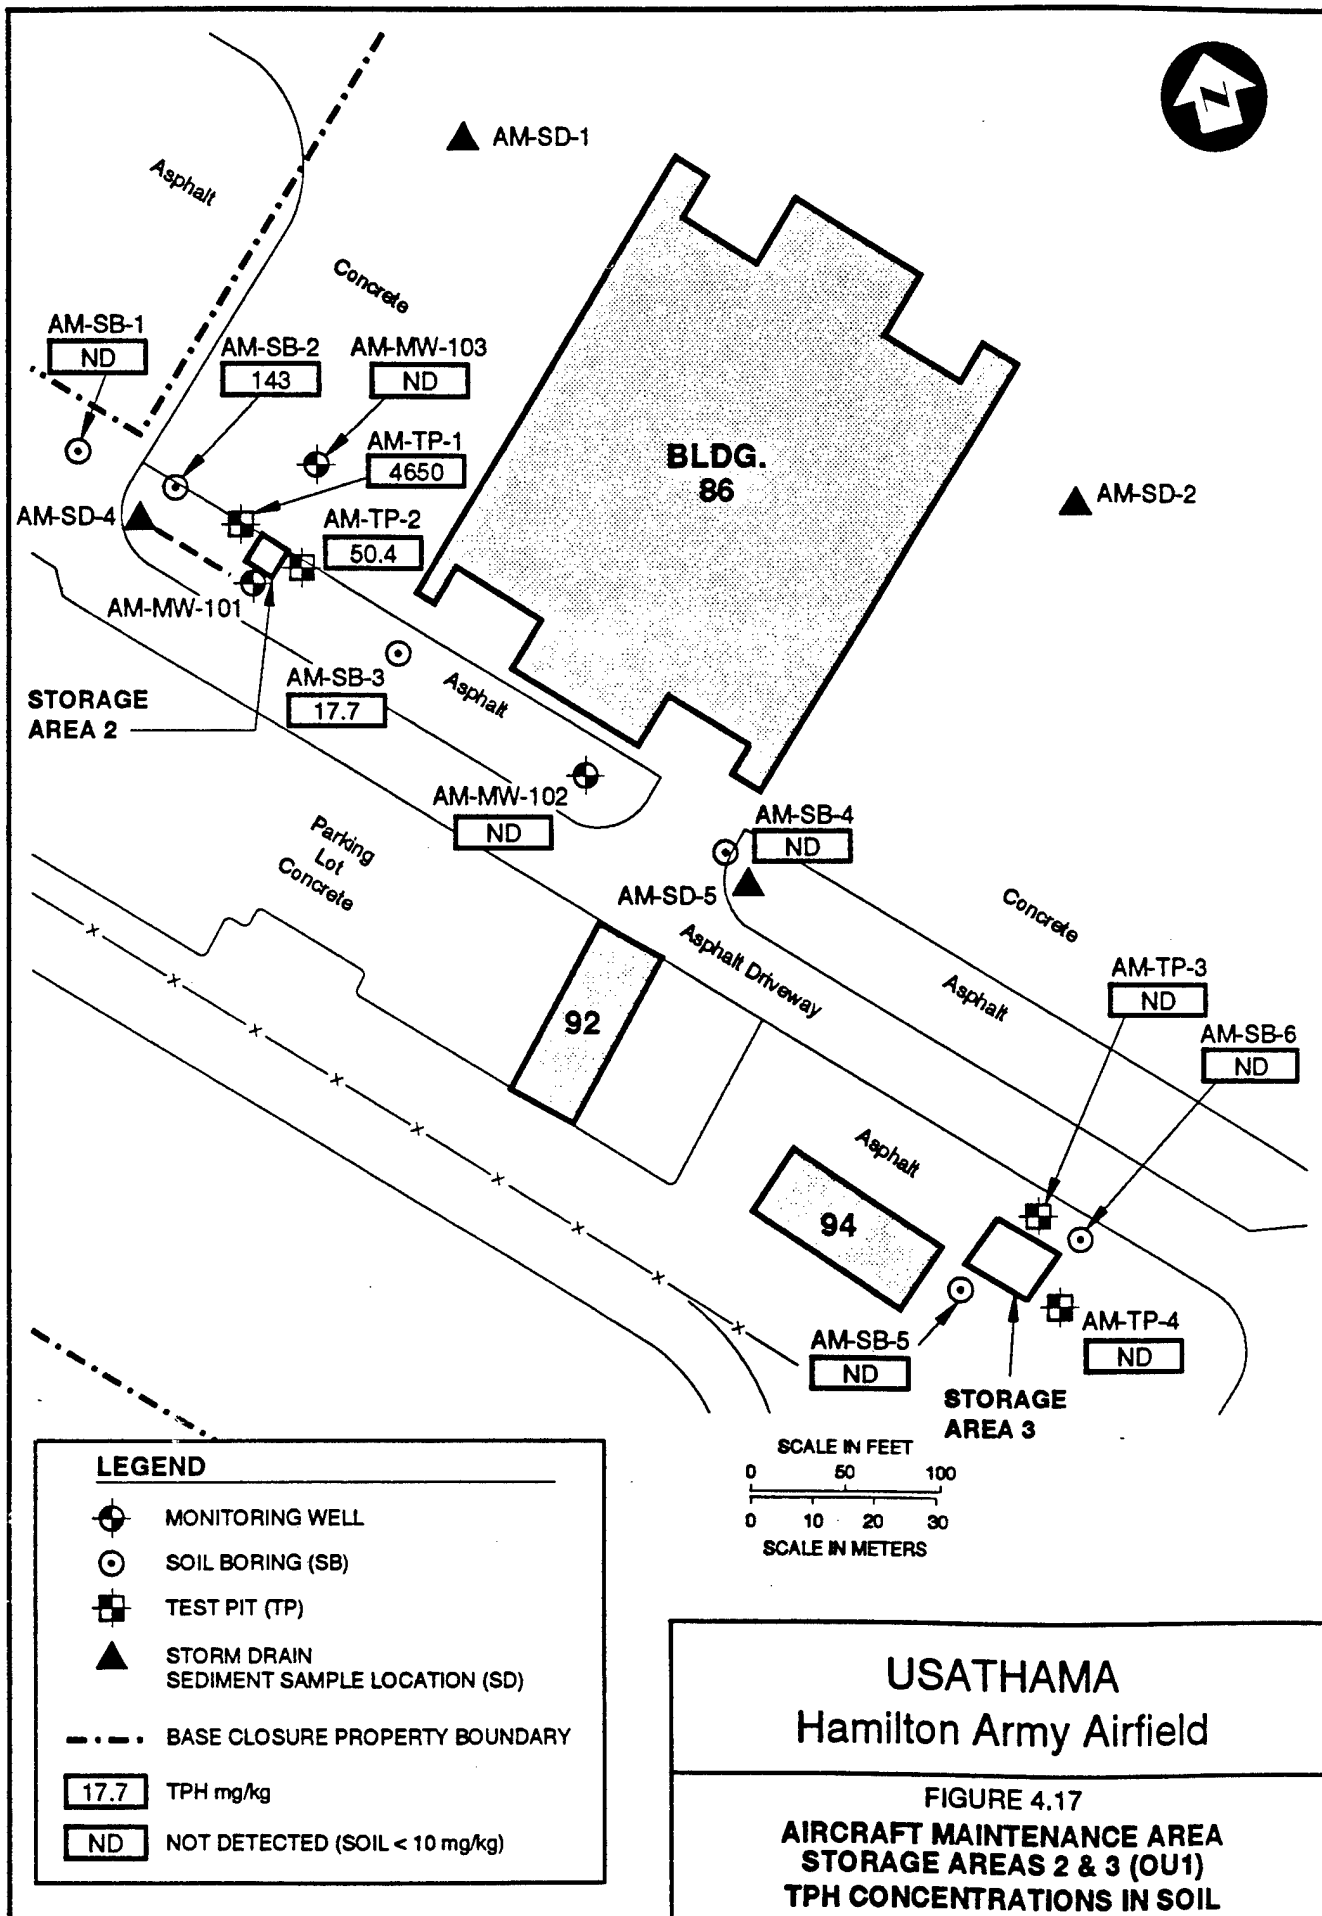 N
AM-SD-1
Asphalt
Concrete
AM-SB-1
ND
AM-SB-2
143
AM-MW-103
ND
AM-TP-1
4650
BLDG.
86
AM-SD-2
AM-SD-4
AM-TP-2
50.4
AM-MW-101
AM-SB-3
17.7
Asphalt
STORAGE
AREA 2
AM-MW-102
ND
AM-SB-4
ND
Parking
Lot
Concrete
AM-SD-5
Concrete
Asphalt Driveway
Asphalt
AM-TP-3
ND
92
AM-SB-6
ND
Asphalt
94
AM-SB-5
ND
AM-TP-4
ND
STORAGE
AREA 3
SCALE IN FEET
0 50 100
0 10 20 30
SCALE IN METERS
LEGEND
MONITORING WELL
SOIL BORING (SB)
TEST PIT (TP)
STORM DRAIN
SEDIMENT SAMPLE LOCATION (SD)
BASE CLOSURE PROPERTY BOUNDARY
17.7 TPH mg/kg
ND NOT DETECTED (SOIL < 10 mg/kg)
USATHAMA
Hamilton Army Airfield
FIGURE 4.17
AIRCRAFT MAINTENANCE AREA
STORAGE AREAS 2 & 3 (OU1)
TPH CONCENTRATIONS IN SOIL